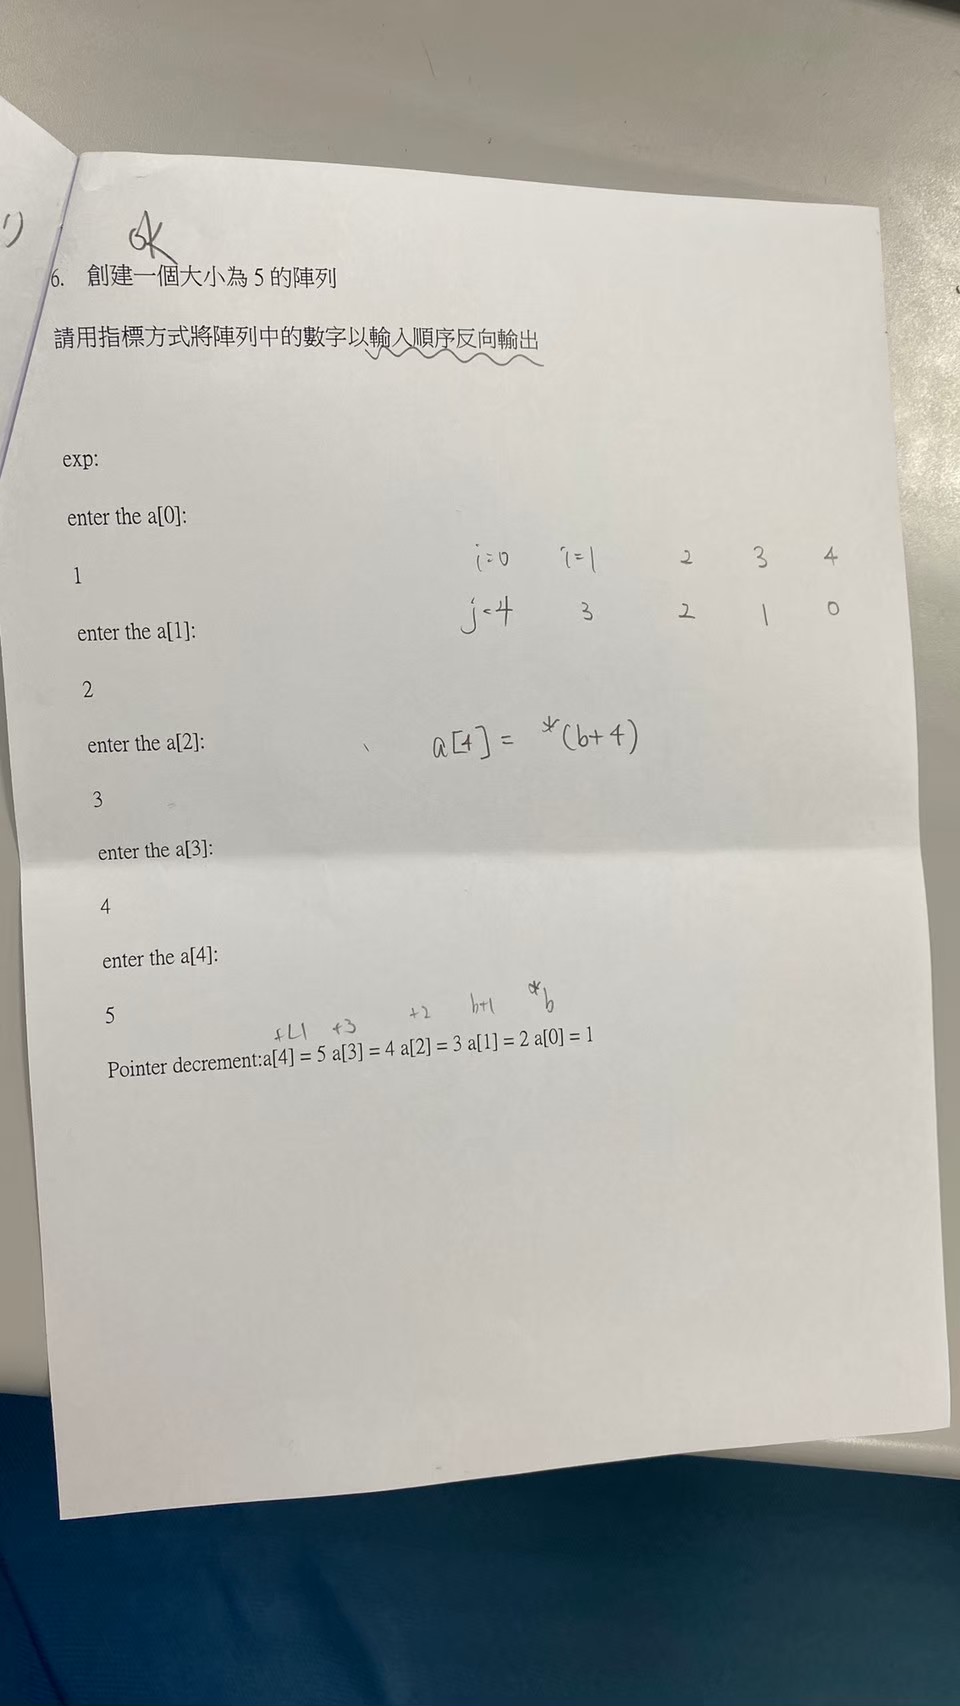 ok
6. 創建一個大小為 5 的陣列
請用指標方式將陣列中的數字以輸入順序反向輸出
exp:
enter the a[0]:
1
enter the a[1]:
2
enter the a[2]:
3
enter the a[3]:
4
enter the a[4]:
5
i=0 i=1 2 3 4
3 2 1 0
a[4] = *(b+4)
+3 +2 b+1 *b
Pointer decrement:a[4] = 5 a[3] = 4 a[2] = 3 a[1] = 2 a[0] = 1